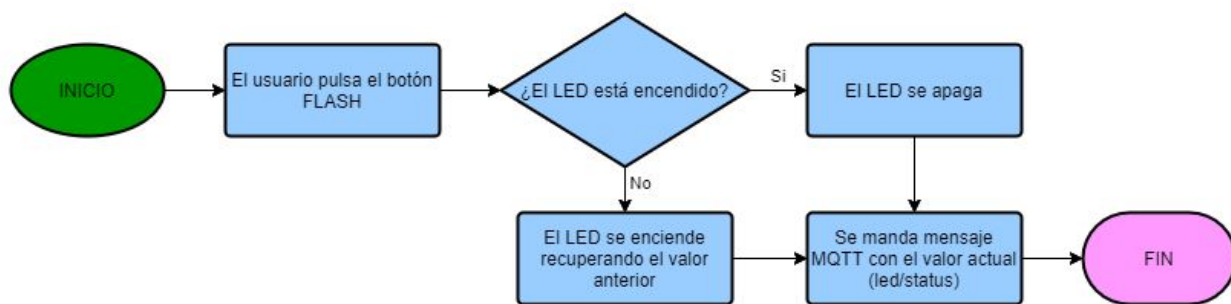 INICIO
El usuario pulsa el botón
FLASH
¿El LED está encendido?
Si
El LED se apaga
No
El LED se enciende
recuperando el valor
anterior
Se manda mensaje
MQTT con el valor actual
(led/status)
FIN